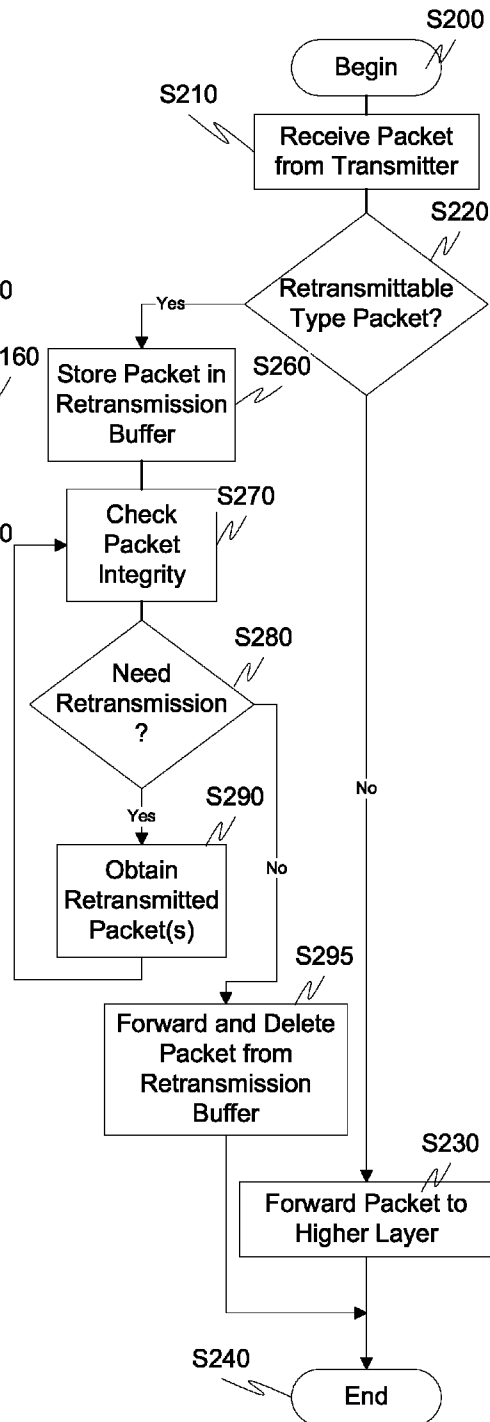 S200
Begin
S210
Receive Packet
from Transmitter
S220
Retransmittable
Type Packet?
0
Yes
160
S260
Store Packet in
Retransmission
Buffer
S270
Check
Packet
Integrity
0
S280
Need
Retransmission
?
No
Yes
S290
Obtain
Retransmitted
Packet(s)
No
S295
Forward and Delete
Packet from
Retransmission
Buffer
S230
Forward Packet to
Higher Layer
S240
End